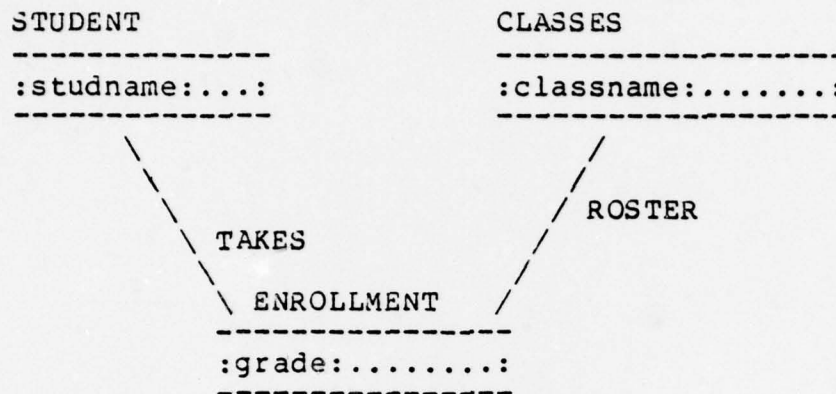 STUDENT CLASSES
:studname:...: :classname:.......:
ROSTER
TAKES
ENROLLMENT
:grade:........: